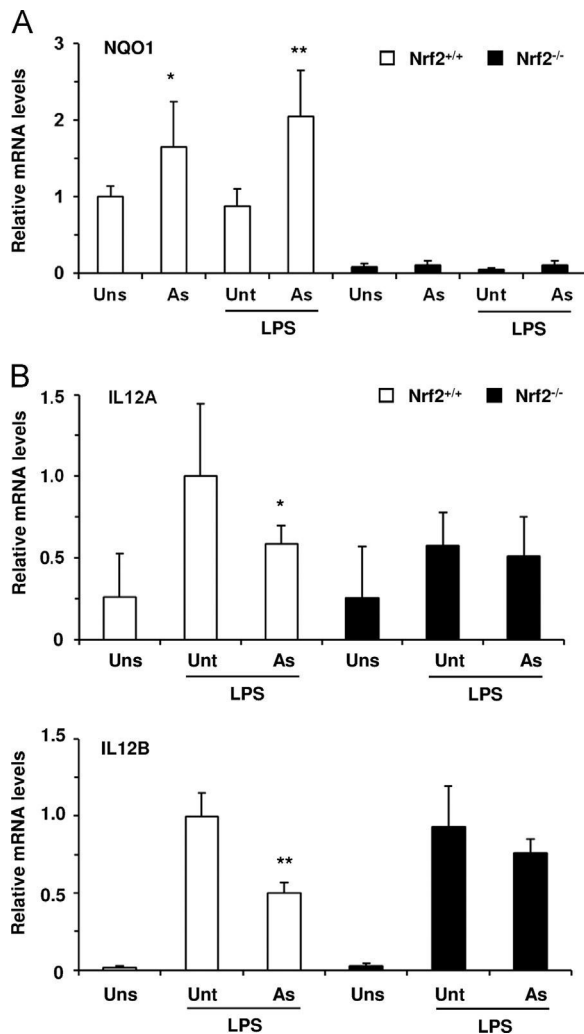 A
NQO1
Nrf2+/+ Nrf2-/-
Relative mRNA levels
3
2
1
0
* **
Uns As Unt As Uns As Unt As
LPS LPS
B
IL12A
Nrf2+/+ Nrf2-/-
Relative mRNA levels
1.5
1.0
0.5
0
*
Uns Unt As Uns Unt As
LPS LPS
IL12B
Relative mRNA levels
1.5
1.0
0.5
0
**
Uns Unt As Uns Unt As
LPS LPS